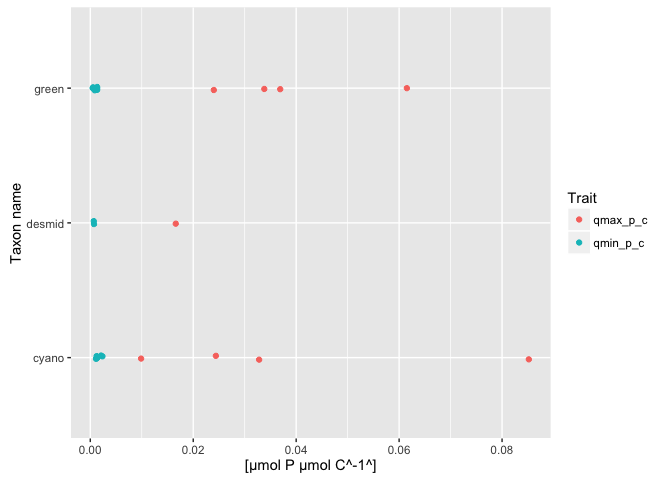 Taxon name
green
desmid
cyano
0.00
0.02
0.04
0.06
0.08
[µmol P µmol C^-1^]
Trait
qmax_p_c
qmin_p_c